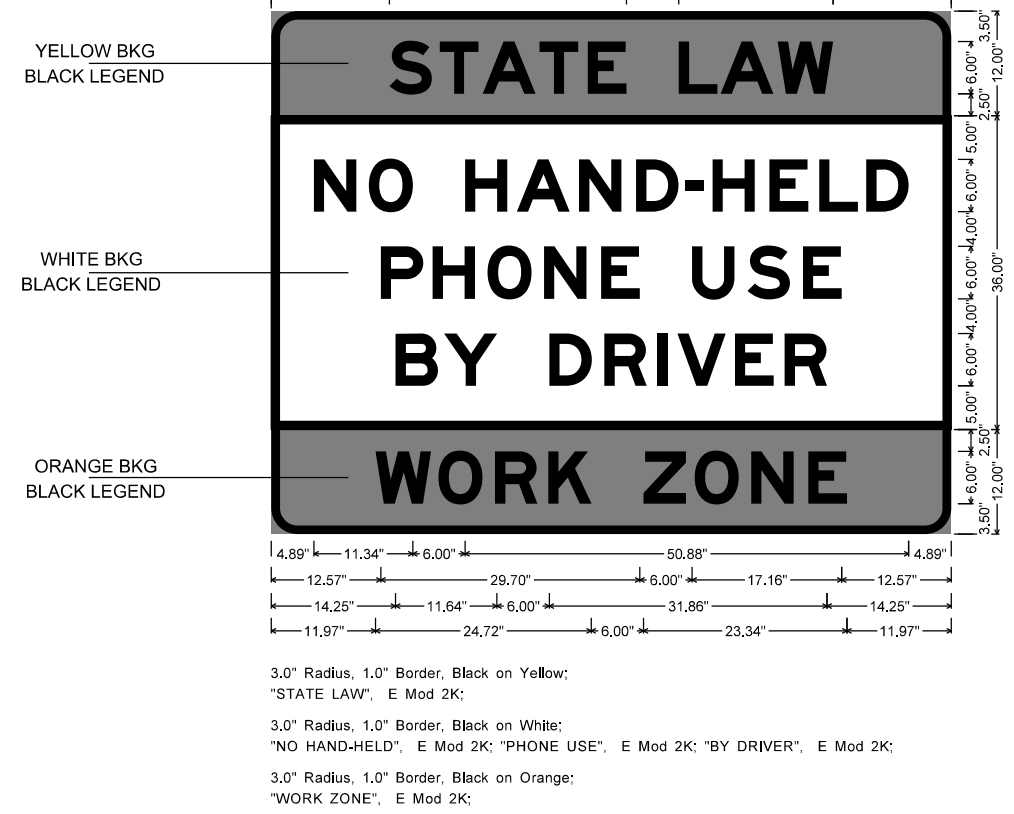 YELLOW BKG
BLACK LEGEND
STATE LAW
3.50"
6.00"
2.50"
12.00"
WHITE BKG
BLACK LEGEND
NO HAND-HELD
PHONE USE
BY DRIVER
5.00"
6.00"
4.00"
6.00"
4.00"
6.00"
5.00"
36.00"
ORANGE BKG
BLACK LEGEND
WORK ZONE
2.50"
6.00"
3.50"
12.00"
4.89" 11.34" 6.00" 50.88" 4.89"
12.57" 29.70" 6.00" 17.16" 12.57"
14.25" 11.64" 6.00" 31.86" 14.25"
11.97" 24.72" 6.00" 23.34" 11.97"
3.0" Radius, 1.0" Border, Black on Yellow;
"STATE LAW", E Mod 2K;
3.0" Radius, 1.0" Border, Black on White;
"NO HAND-HELD", E Mod 2K; "PHONE USE", E Mod 2K; "BY DRIVER", E Mod 2K;
3.0" Radius, 1.0" Border, Black on Orange;
"WORK ZONE", E Mod 2K;